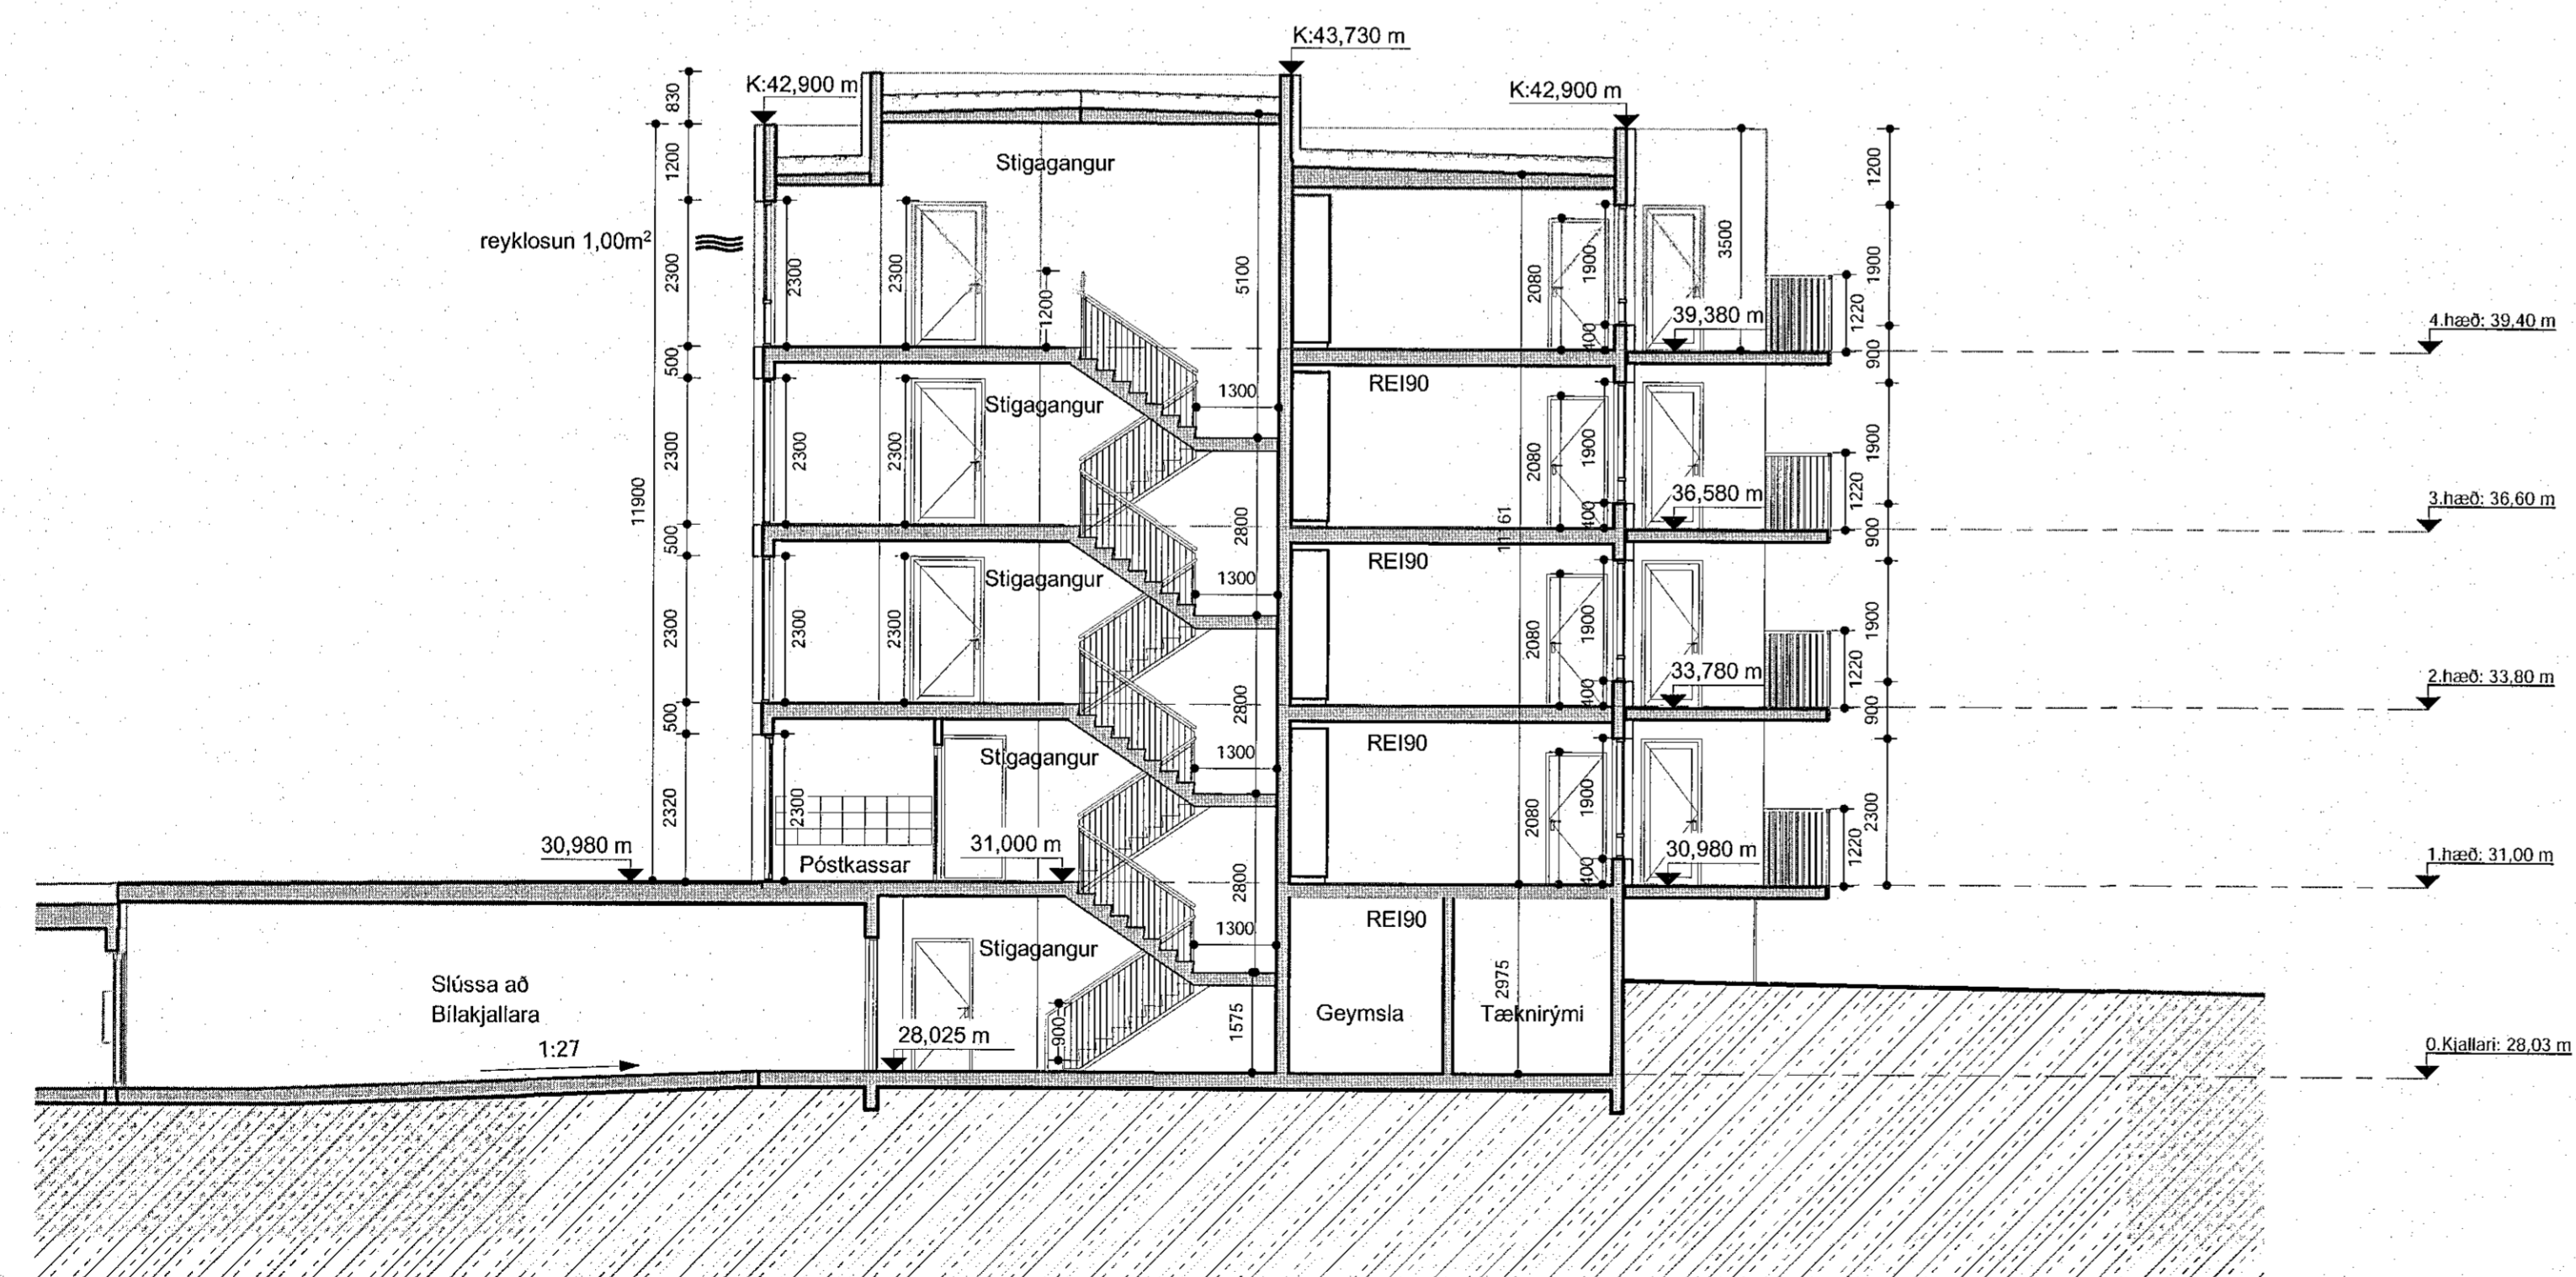 K:43,730 m
K:42,900 m
K:42,900 m
830
1200
1200
Stigagangur
reyklosun 1,00m²
2300
2300
2300
1200
5100
2080
1900
400
39,380 m
3500
1220
1900
900
4.hæð: 39,40 m
500
REI90
Stigagangur
1300
2300
2300
2300
11900
2800
2080
1900
400
36,580 m
1220
1900
900
3.hæð: 36,60 m
500
11161
REI90
Stigagangur
1300
2300
2300
2300
2800
2080
1900
400
33,780 m
1220
1900
900
2.hæð: 33,80 m
500
REI90
Stigagangur
1300
2320
2300
Póstkassar
30,980 m
31,000 m
2800
2080
1900
400
30,980 m
1220
2300
1.hæð: 31,00 m
REI90
Stigagangur
1300
Slússa að
Bílakjallara
1:27
28,025 m
900
1575
Geymsla
2975
Tæknirými
0.Kjallari: 28,03 m